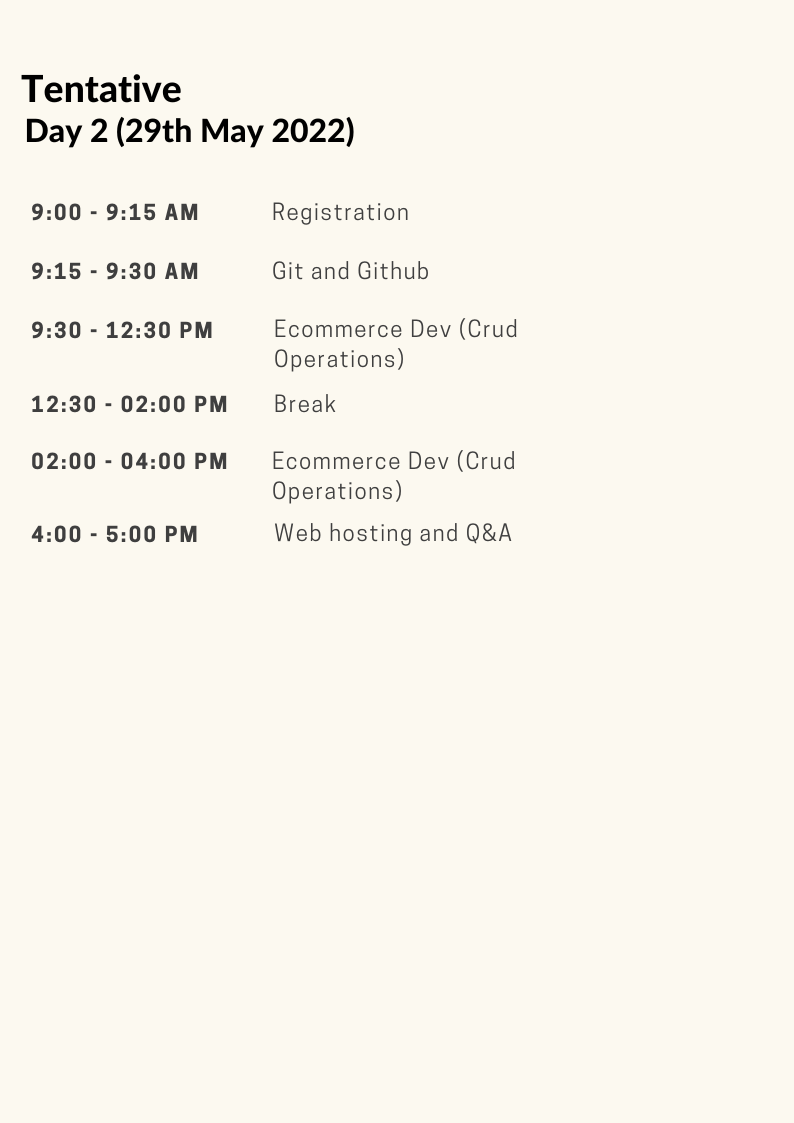 Tentative
Day 2 (29th May 2022)
9:00 - 9:15 AM Registration
9:15 - 9:30 AM Git and Github
9:30 - 12:30 PM Ecommerce Dev (Crud
Operations)
12:30 - 02:00 PM Break
02:00 - 04:00 PM Ecommerce Dev (Crud
Operations)
4:00 - 5:00 PM Web hosting and Q&A